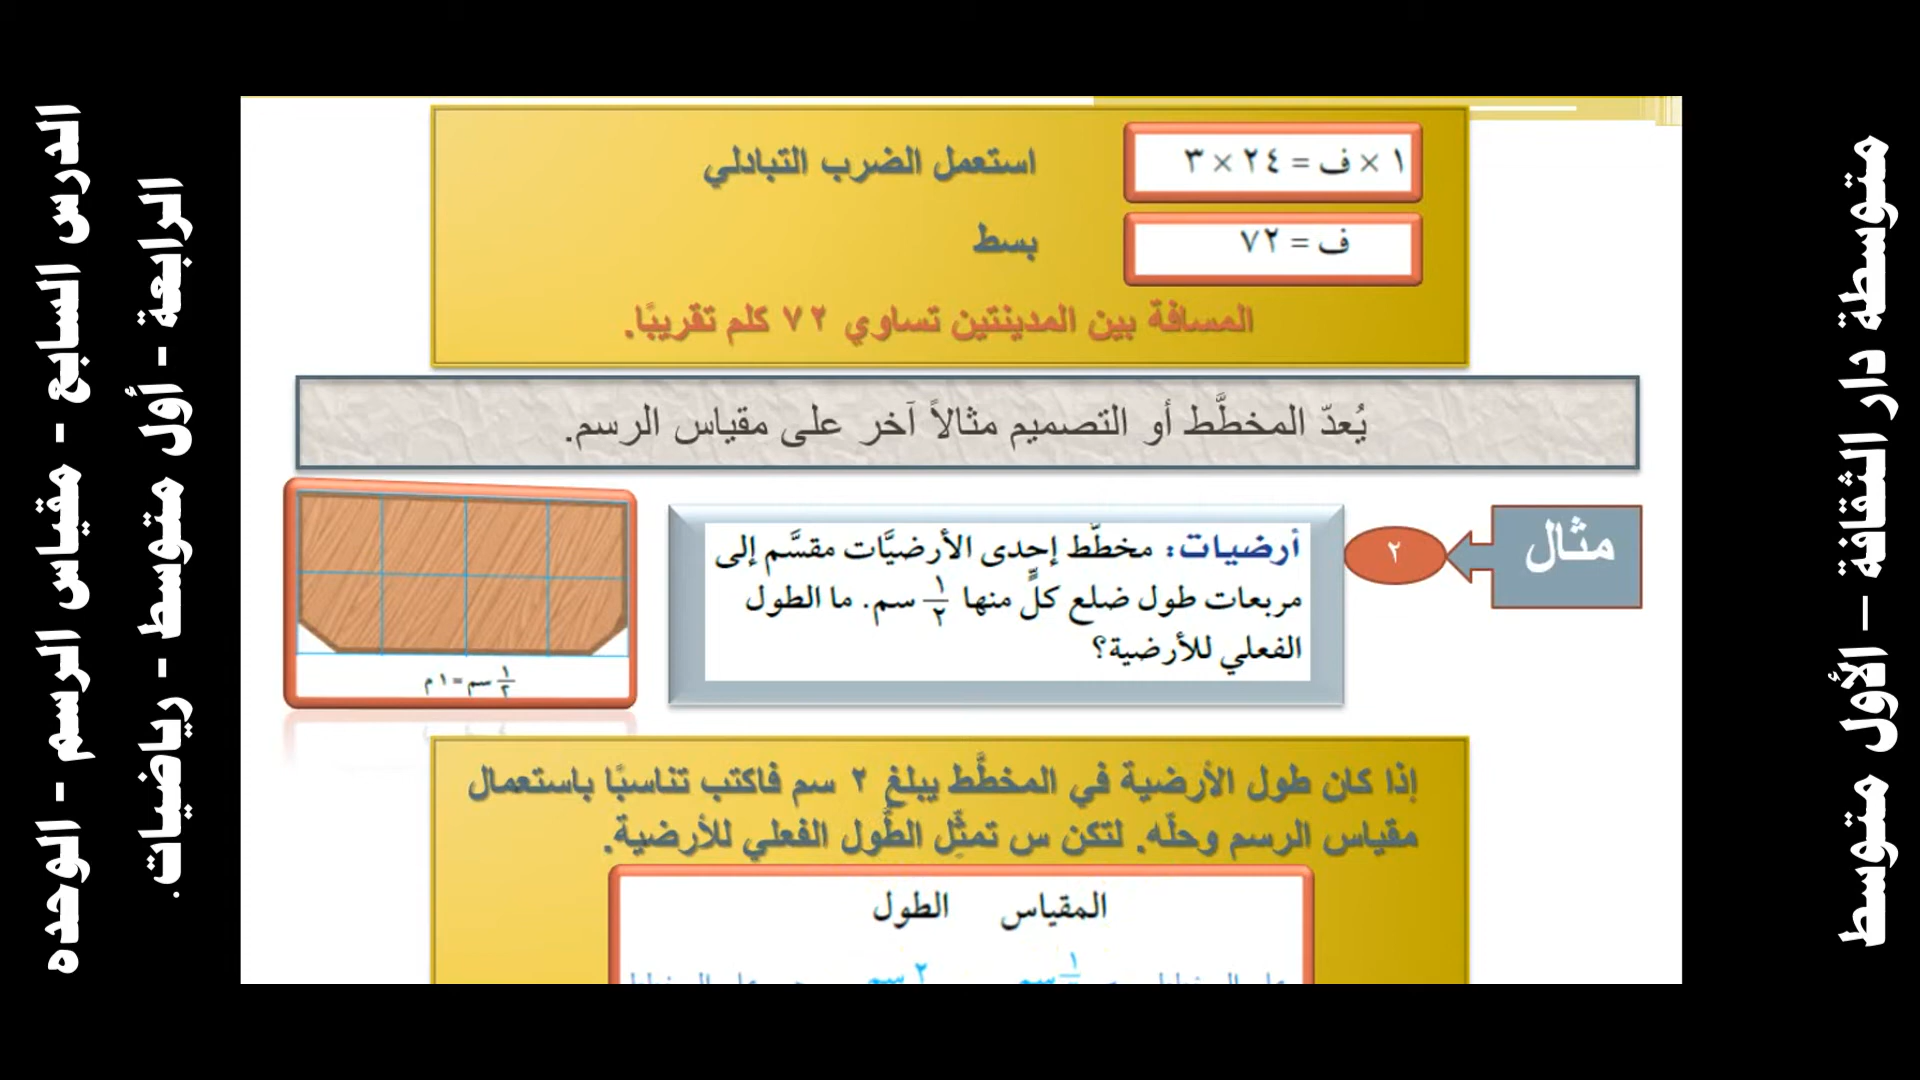 متوسطة دار الثقافة – الأول متوسط
١ × ف = ٢٤ × ٣
استعمل الضرب التبادلي
ف = ٧٢
بسط
المسافة بين المدينتين تساوي ٧٢ كلم تقريبًا.
يُعدّ المخطَّط أو التصميم مثالاً آخر على مقياس الرسم.
مثال
٢
أرضيات: مخطَّط إحدى الأرضيَّات مقسَّم إلى
مربعات طول ضلع كلٍّ منها ١/٢ سم. ما الطول
الفعلي للأرضية؟
١/٢ سم = ١ م
إذا كان طول الأرضية في المخطَّط يبلغ ٢ سم فاكتب تناسبًا باستعمال
مقياس الرسم وحلّه. لتكن س تمثِّل الطُّول الفعلي للأرضية.
المقياس الطول
٢ سم
الدرس السابع - مقياس الرسم - الوحده
الرابعة - أول متوسط - رياضيات.